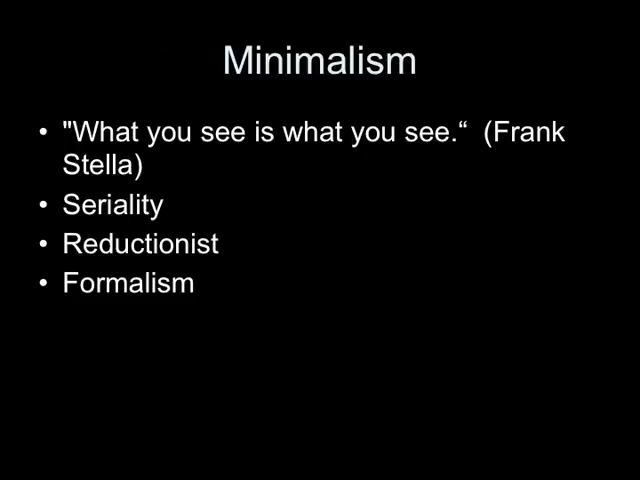 Minimalism
• "What you see is what you see.“  (Frank
Stella)
• Seriality
• Reductionist
• Formalism